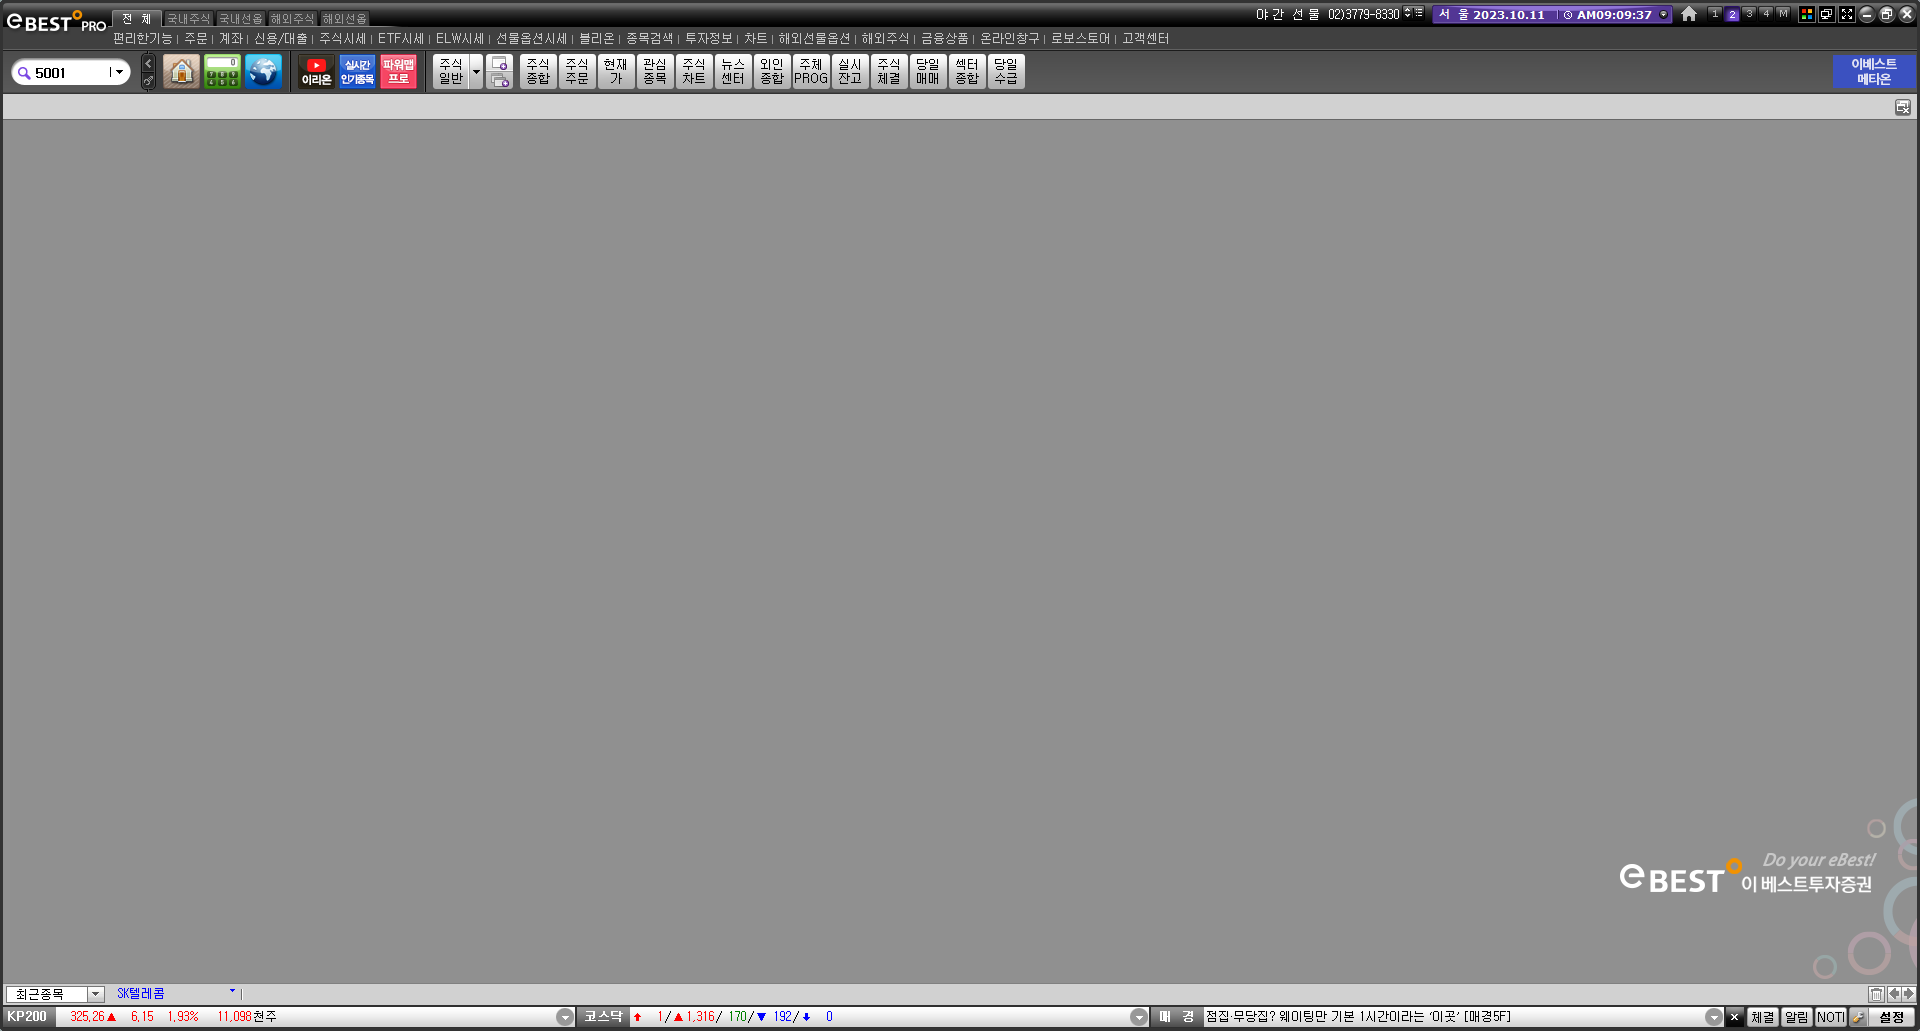 eBEST PRO 전 체 국내주식 국내선옵 해외주식 해외선옵 야 간 선 물 02)3779-8330 서 울 2023.10.11 AM09:09:37 1 2 3 4 M
편리한기능 | 주문 | 계좌 | 신용/대출 | 주식시세 | ETF시세 | ELW시세 | 선물옵션시세 | 블리온 | 종목검색 | 투자정보 | 차트 | 해외선물옵션 | 해외주식 | 금융상품 | 온라인창구 | 로보스토어 | 고객센터
5001
0
이리온
실시간
인기종목
파워맵
프로
주식
일반
주식
종합
주식
주문
현재
가
관심
종목
주식
차트
뉴스
센터
외인
종합
주체
PROG
실시
잔고
주식
체결
당일
매매
섹터
종합
당일
수급
이베스트
메타온
Do your eBest!
eBEST 이베스트투자증권
최근종목 SK텔레콤
KP200 325.26▲ 6.15 1.93% 11,098천주 코스닥 ⬆ 1/▲1,316/ 170/▼ 192/⬇ 0 매 경 점집·무당집? 웨이팅만 기본 1시간이라는 ‘이곳’ [매경5F] 체결 알림 NOTI 설정